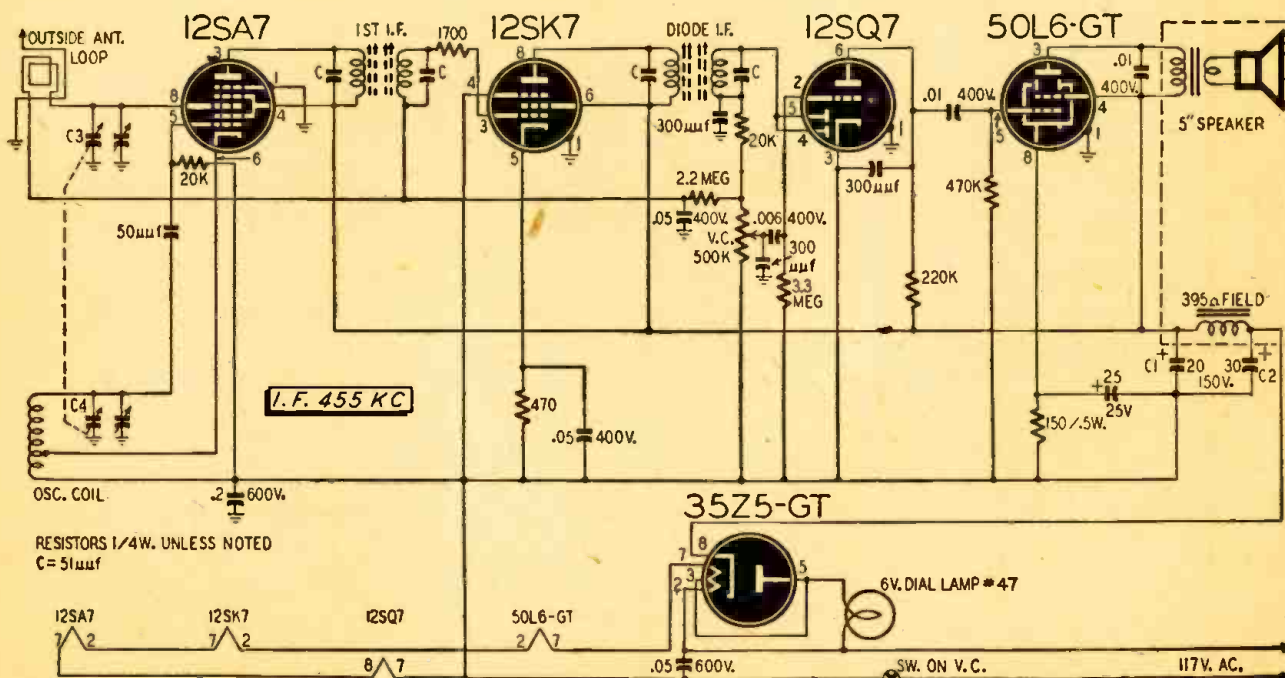 12SA7
12SK7
12SQ7
50L6-GT
OUTSIDE ANT.
LOOP
1ST I.F.
1700
DIODE I.F.
C
C
C
C
3
1
8
5
4
6
8
4
3
6
5
1
6
2
5
4
3
1
3
4
5
8
1
.01
400V.
.01
400V.
5" SPEAKER
C3
20K
300µµf
20K
300µµf
470K
2.2 MEG
50µµf
.05
400V.
V.C.
500K
.006
400V.
300
µµf
3.3
MEG
220K
395Ω FIELD
C1
+
20
30
+
C2
150V.
C4
I.F. 455 KC
470
.05
400V.
+
25
25V
150/.5W.
OSC. COIL
.2
600V.
35Z5-GT
RESISTORS 1/4W. UNLESS NOTED
C=51µµf
8
7
3
2
5
6V. DIAL LAMP #47
12SA7
12SK7
12SQ7
50L6-GT
7
2
7
2
8
7
2
7
.05
600V.
SW. ON V.C.
117V. AC.